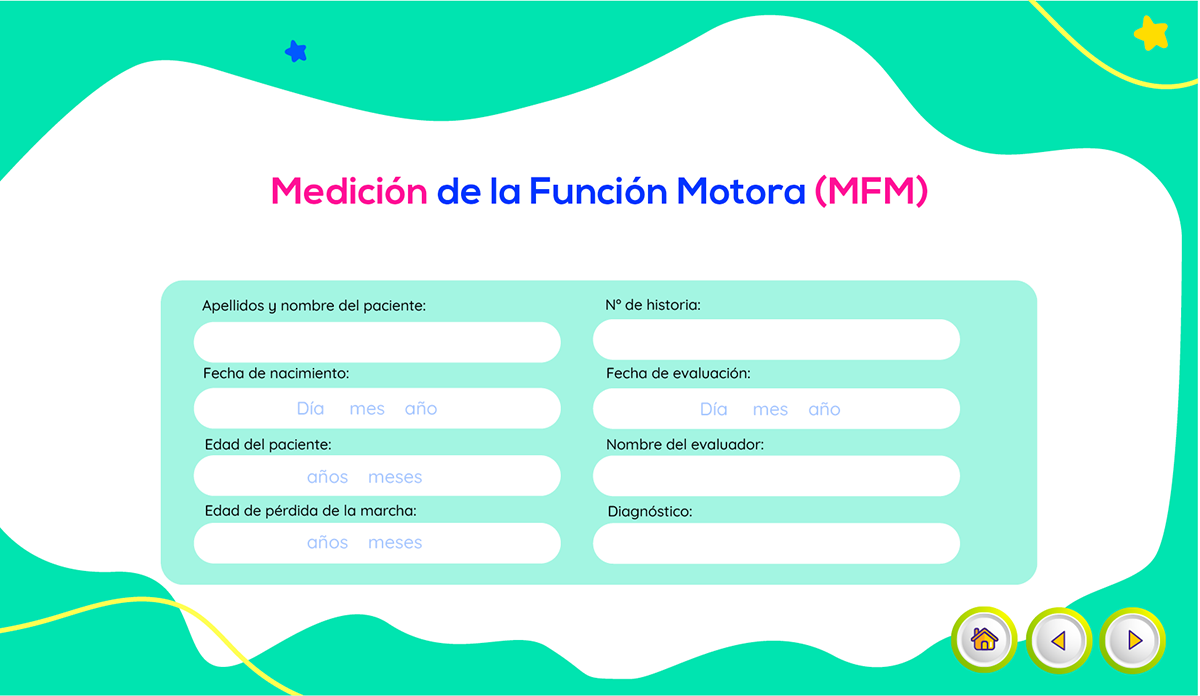 Medición de la Función Motora (MFM)
Apellidos y nombre del paciente:
Nº de historia:
Fecha de nacimiento:
Fecha de evaluación:
Día mes año
Día mes año
Edad del paciente:
Nombre del evaluador:
años meses
Edad de pérdida de la marcha:
Diagnóstico:
años meses